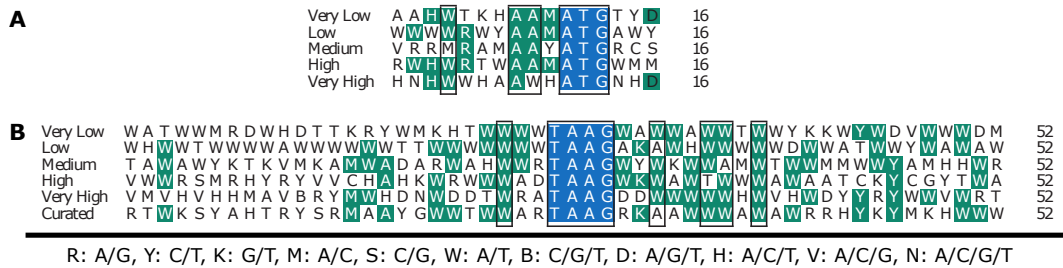 A
Very Low A A H W T K H A A M A T G T Y D 16
Low W W W W R W Y A A M A T G A W Y 16
Medium V R R M R A M A A Y A T G R C S 16
High R W H W R T W A A M A T G W M M 16
Very High H N H W W H A A W H A T G N H D 16
B
Very Low W A T W W M R D W H D T T K R Y W M K H T W W W W T A A G W A W W A W W T W W Y K K W Y W D V W W W D M 52
Low W H W W T W W W W A W W W W W W T T W W W W W W W T A A G A K A W H W W W W W D W W A T W W Y W A W A W 52
Medium T A W A W Y K T K V M K A M W A D A R W A H W W R T A A G W Y W K W W A M W T W W M M W W Y A M H H W R 52
High V W W R S M R H Y R Y V V C H A H K W R W W W A D T A A G W K W A W T W W W A W A A T C K Y C G Y T W A 52
Very High V M V H V H H M A V B R Y M W H D N W D D T W R A T A A G D D W W W W W H W H V H W D Y R Y W W V W R T 52
Curated R T W K S Y A H T R Y S R M A A Y G W W T W W A R T A A G R K A A W W W W W A W R R H Y K Y M K H W W W 52
R: A/G, Y: C/T, K: G/T, M: A/C, S: C/G, W: A/T, B: C/G/T, D: A/G/T, H: A/C/T, V: A/C/G, N: A/C/G/T